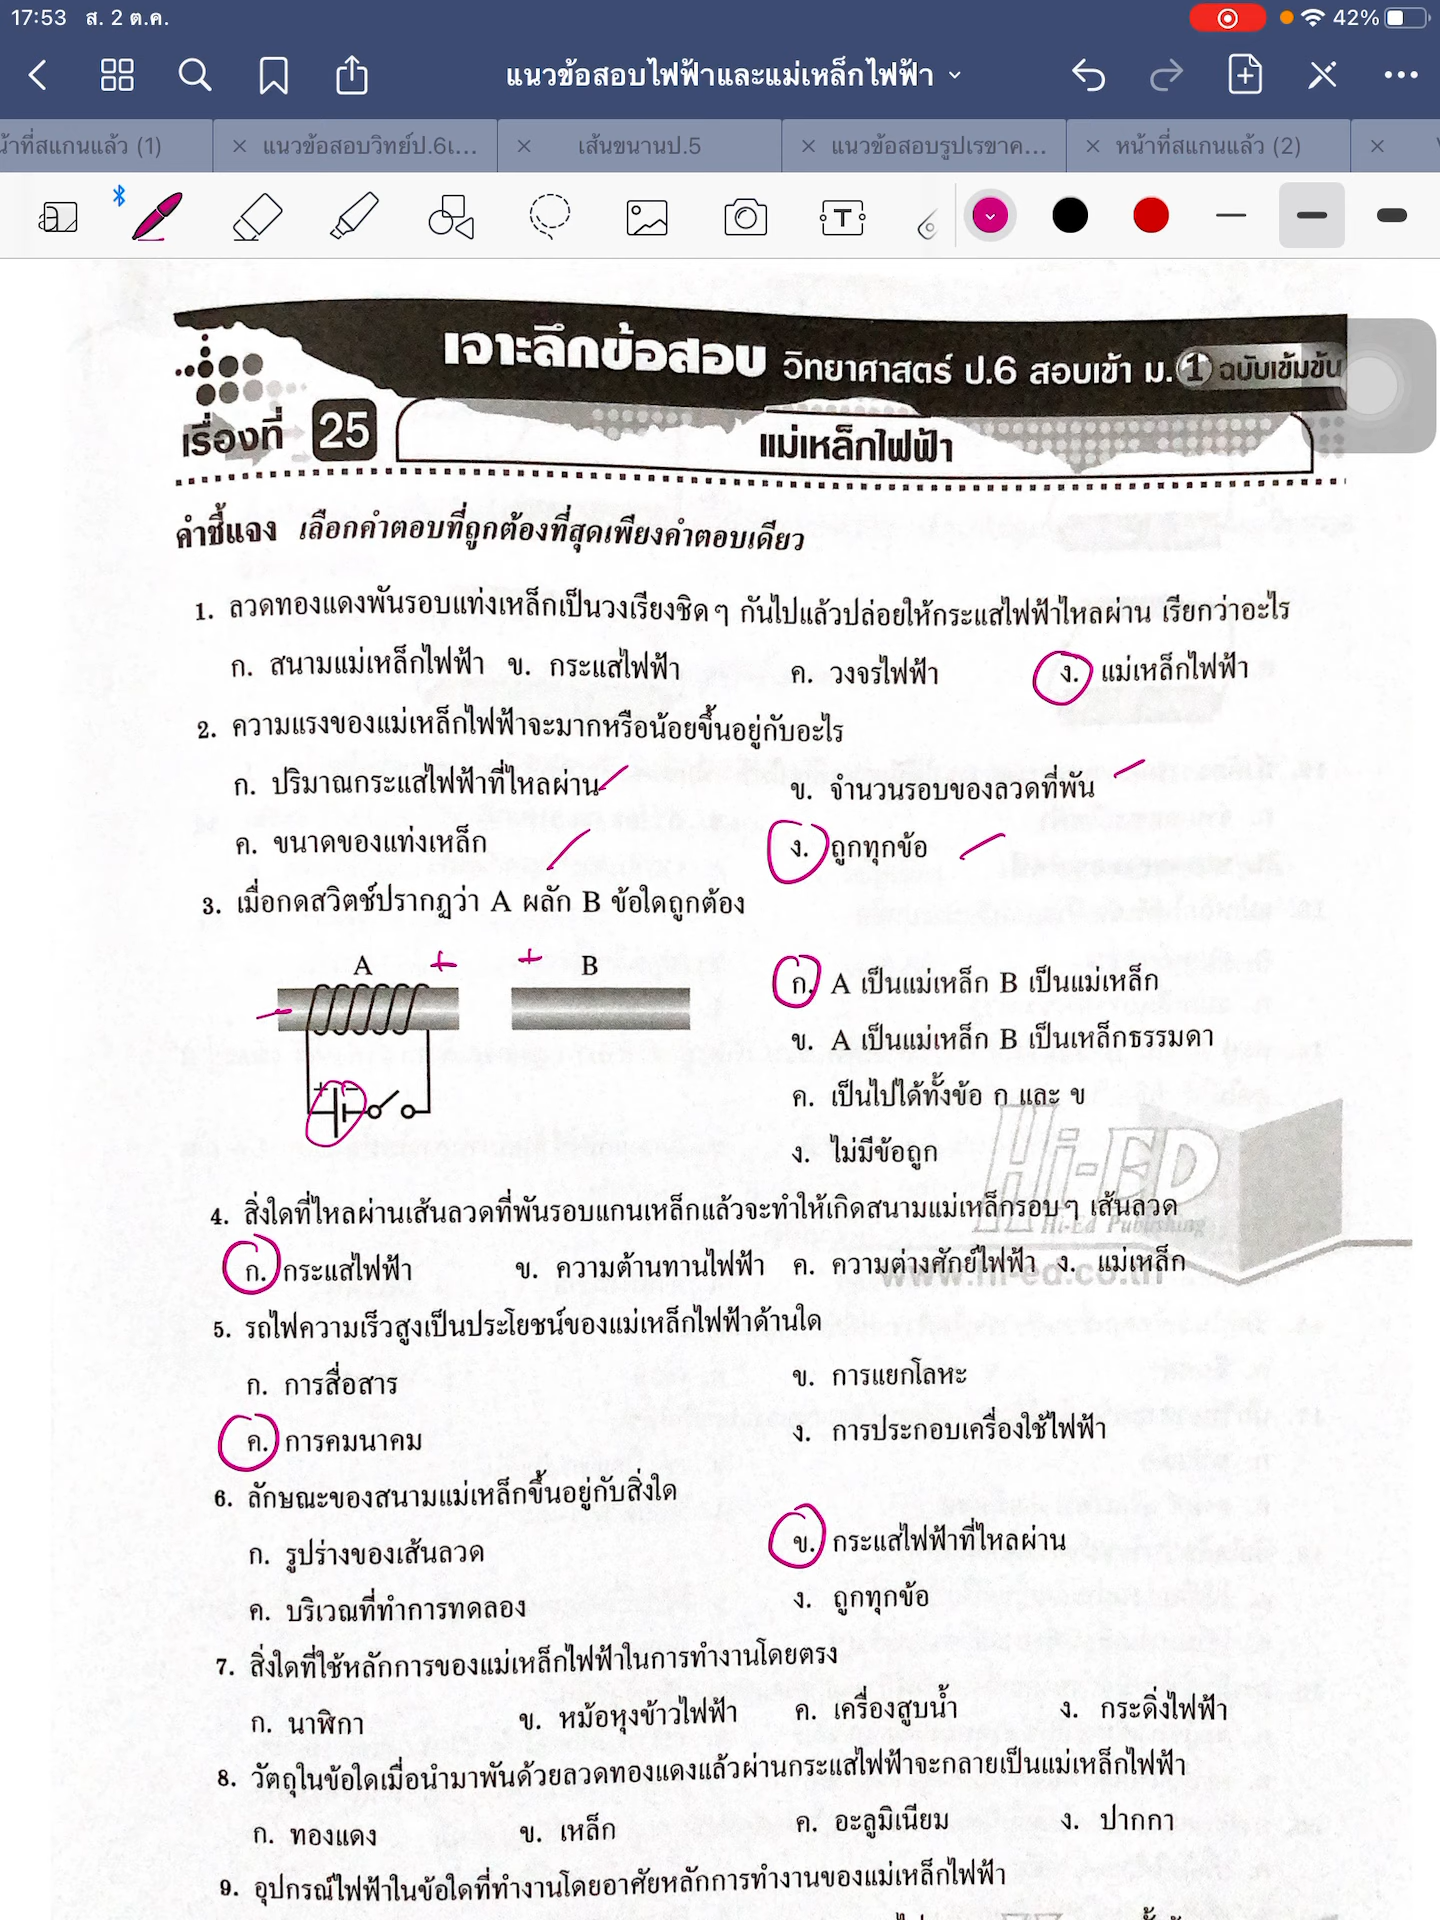 17:53 ส. 2 ต.ค. 42%
แนวข้อสอบไฟฟ้าและแม่เหล็กไฟฟ้า
น้าที่สแกนแล้ว (1) × แนวข้อสอบวิทย์ป.6เ... × เส้นขนานป.5 × แนวข้อสอบรูปเรขาค... × หน้าที่สแกนแล้ว (2) ×
เจาะลึกข้อสอบ วิทยาศาสตร์ ป.6 สอบเข้า ม.1 ฉบับเข้มข้น
เรื่องที่ 25 แม่เหล็กไฟฟ้า
คำชี้แจง เลือกคำตอบที่ถูกต้องที่สุดเพียงคำตอบเดียว
1. ลวดทองแดงพันรอบแท่งเหล็กเป็นวงเรียงชิดๆ กันไปแล้วปล่อยให้กระแสไฟฟ้าไหลผ่าน เรียกว่าอะไร
ก. สนามแม่เหล็กไฟฟ้า ข. กระแสไฟฟ้า ค. วงจรไฟฟ้า ง. แม่เหล็กไฟฟ้า
2. ความแรงของแม่เหล็กไฟฟ้าจะมากหรือน้อยขึ้นอยู่กับอะไร
ก. ปริมาณกระแสไฟฟ้าที่ไหลผ่าน ข. จำนวนรอบของลวดที่พัน
ค. ขนาดของแท่งเหล็ก ง. ถูกทุกข้อ
3. เมื่อกดสวิตช์ปรากฏว่า A ผลัก B ข้อใดถูกต้อง
A + + B
-
+ -
ก. A เป็นแม่เหล็ก B เป็นแม่เหล็ก
ข. A เป็นแม่เหล็ก B เป็นเหล็กธรรมดา
ค. เป็นไปได้ทั้งข้อ ก และ ข
ง. ไม่มีข้อถูก
Hi-ED
Hi-Ed Publishing
www.hi-ed.co.th
4. สิ่งใดที่ไหลผ่านเส้นลวดที่พันรอบแกนเหล็กแล้วจะทำให้เกิดสนามแม่เหล็กรอบๆ เส้นลวด
ก. กระแสไฟฟ้า ข. ความต้านทานไฟฟ้า ค. ความต่างศักย์ไฟฟ้า ง. แม่เหล็ก
5. รถไฟความเร็วสูงเป็นประโยชน์ของแม่เหล็กไฟฟ้าด้านใด
ก. การสื่อสาร ข. การแยกโลหะ
ค. การคมนาคม ง. การประกอบเครื่องใช้ไฟฟ้า
6. ลักษณะของสนามแม่เหล็กขึ้นอยู่กับสิ่งใด
ก. รูปร่างของเส้นลวด ข. กระแสไฟฟ้าที่ไหลผ่าน
ค. บริเวณที่ทำการทดลอง ง. ถูกทุกข้อ
7. สิ่งใดที่ใช้หลักการของแม่เหล็กไฟฟ้าในการทำงานโดยตรง
ก. นาฬิกา ข. หม้อหุงข้าวไฟฟ้า ค. เครื่องสูบน้ำ ง. กระดิ่งไฟฟ้า
8. วัตถุในข้อใดเมื่อนำมาพันด้วยลวดทองแดงแล้วผ่านกระแสไฟฟ้าจะกลายเป็นแม่เหล็กไฟฟ้า
ก. ทองแดง ข. เหล็ก ค. อะลูมิเนียม ง. ปากกา
9. อุปกรณ์ไฟฟ้าในข้อใดที่ทำงานโดยอาศัยหลักการทำงานของแม่เหล็กไฟฟ้า